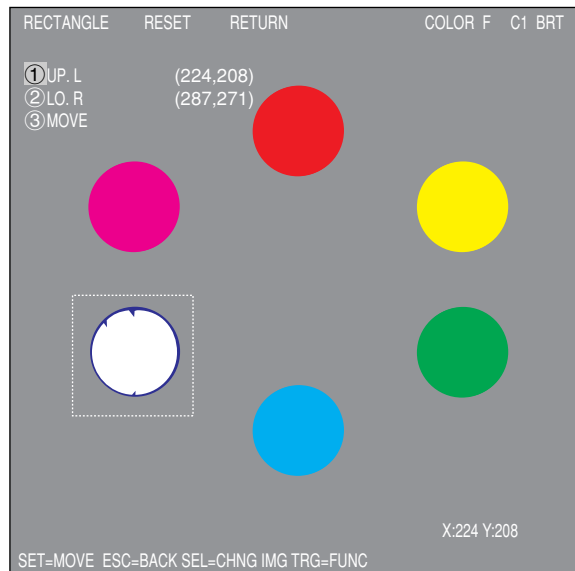 RECTANGLE RESET RETURN COLOR F C1 BRT
①UP. L (224,208)
②LO. R (287,271)
③MOVE
X:224 Y:208
SET=MOVE ESC=BACK SEL=CHNG IMG TRG=FUNC